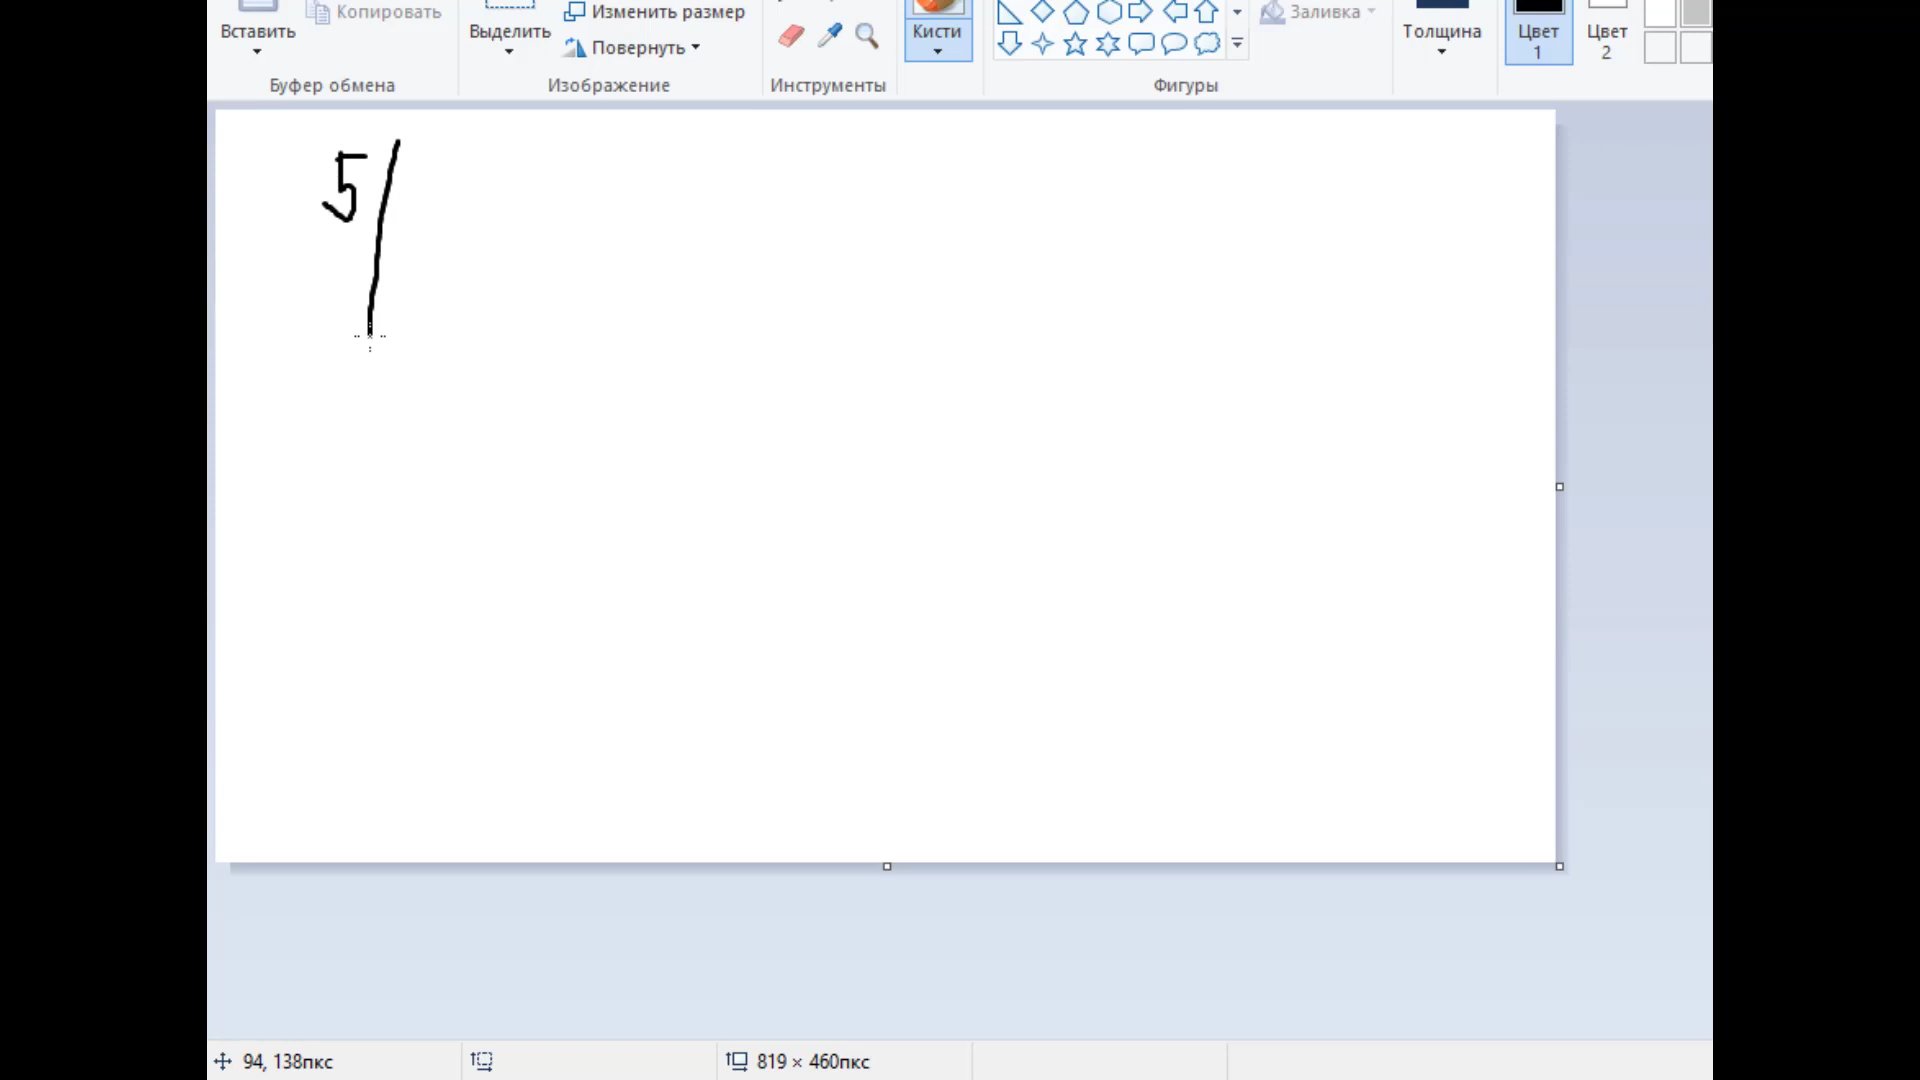 Вставить Копировать Выделить Изменить размер Повернуть Кисти Заливка Толщина Цвет 1 Цвет 2
Буфер обмена Изображение Инструменты Фигуры
5/
94, 138пкс 819 × 460пкс